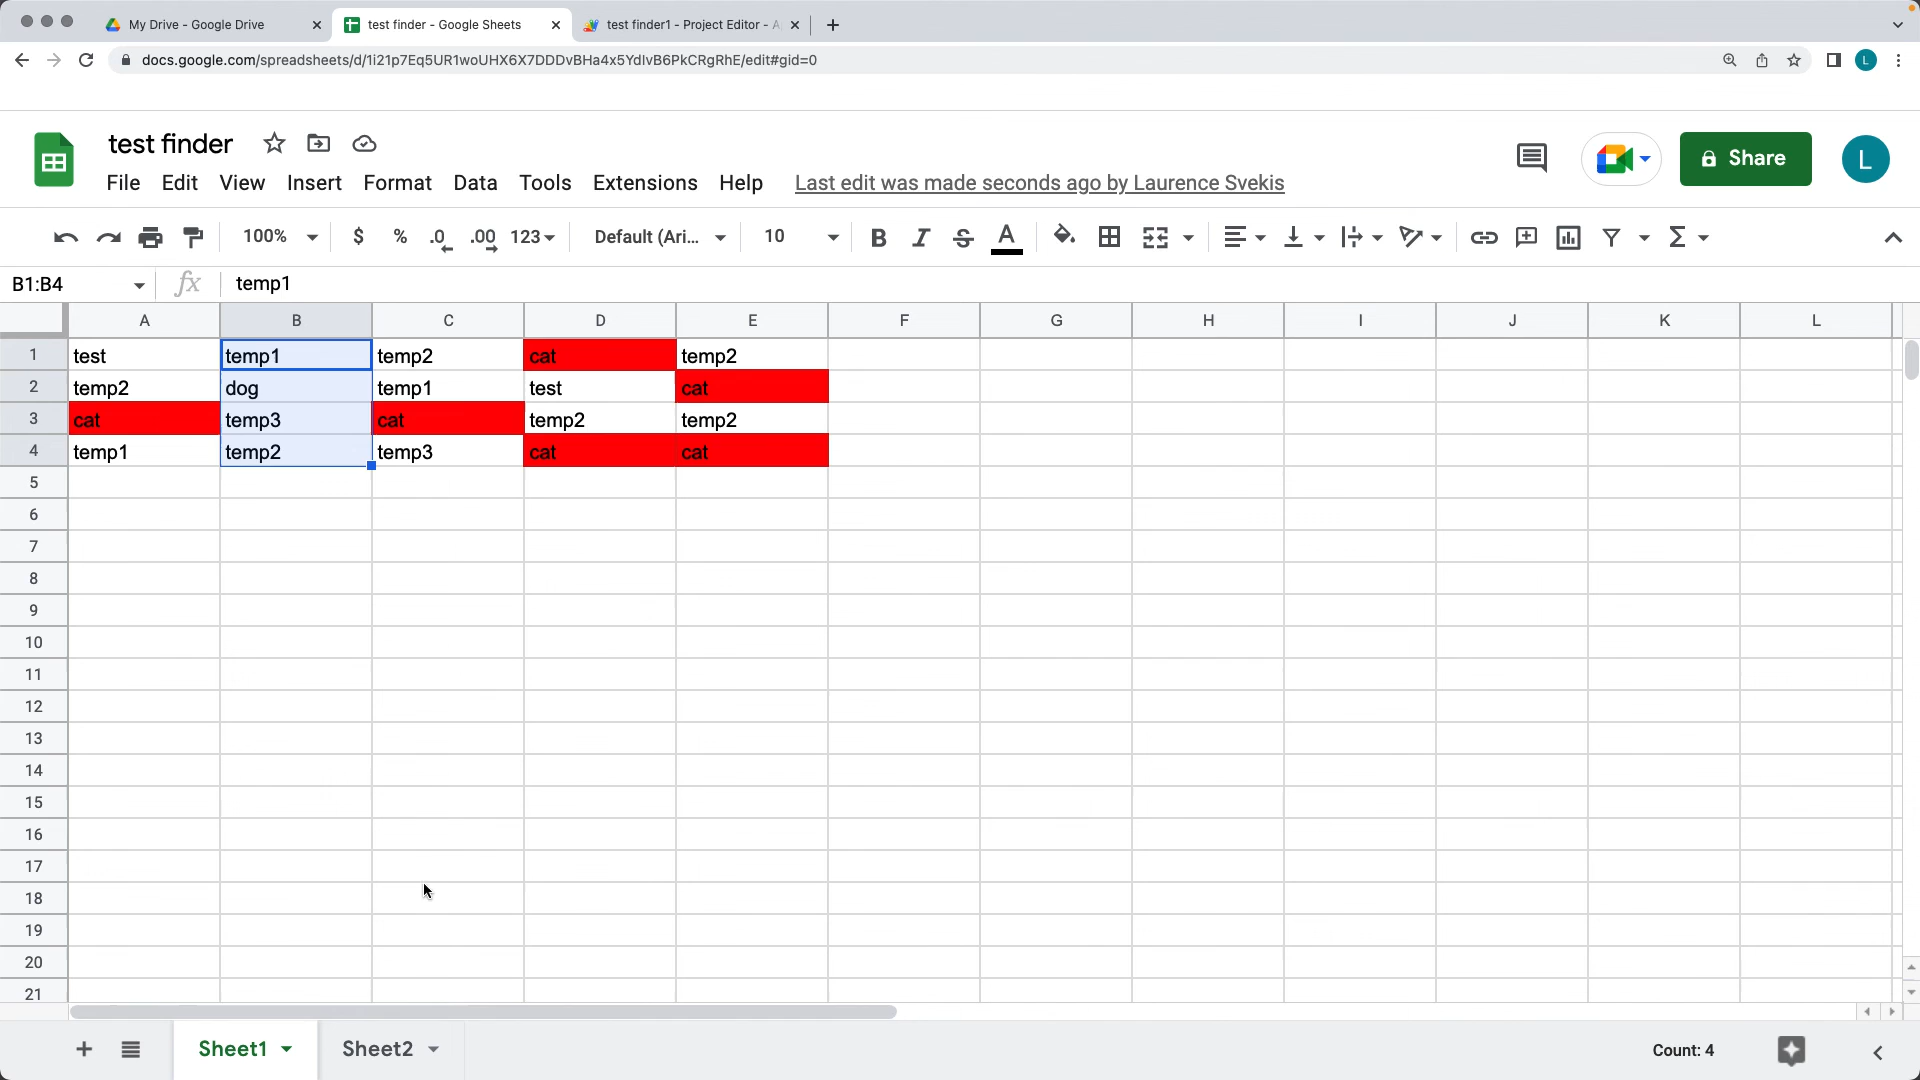 My Drive - Google Drive
test finder - Google Sheets
test finder1 - Project Editor - A
docs.google.com/spreadsheets/d/1i21p7Eq5UR1woUHX6X7DDDvBHa4x5YdlvB6PkCRgRhE/edit#gid=0
L
test finder
Share
L
File Edit View Insert Format Data Tools Extensions Help Last edit was made seconds ago by Laurence Svekis
100% $ % .0 .00 123 Default (Ari... 10 B I S A Σ
B1:B4 fx temp1
A B C D E F G H I J K L
1 test temp1 temp2 cat temp2
2 temp2 dog temp1 test cat
3 cat temp3 cat temp2 temp2
4 temp1 temp2 temp3 cat cat
5
6
7
8
9
10
11
12
13
14
15
16
17
18
19
20
21
Sheet1 Sheet2 Count: 4